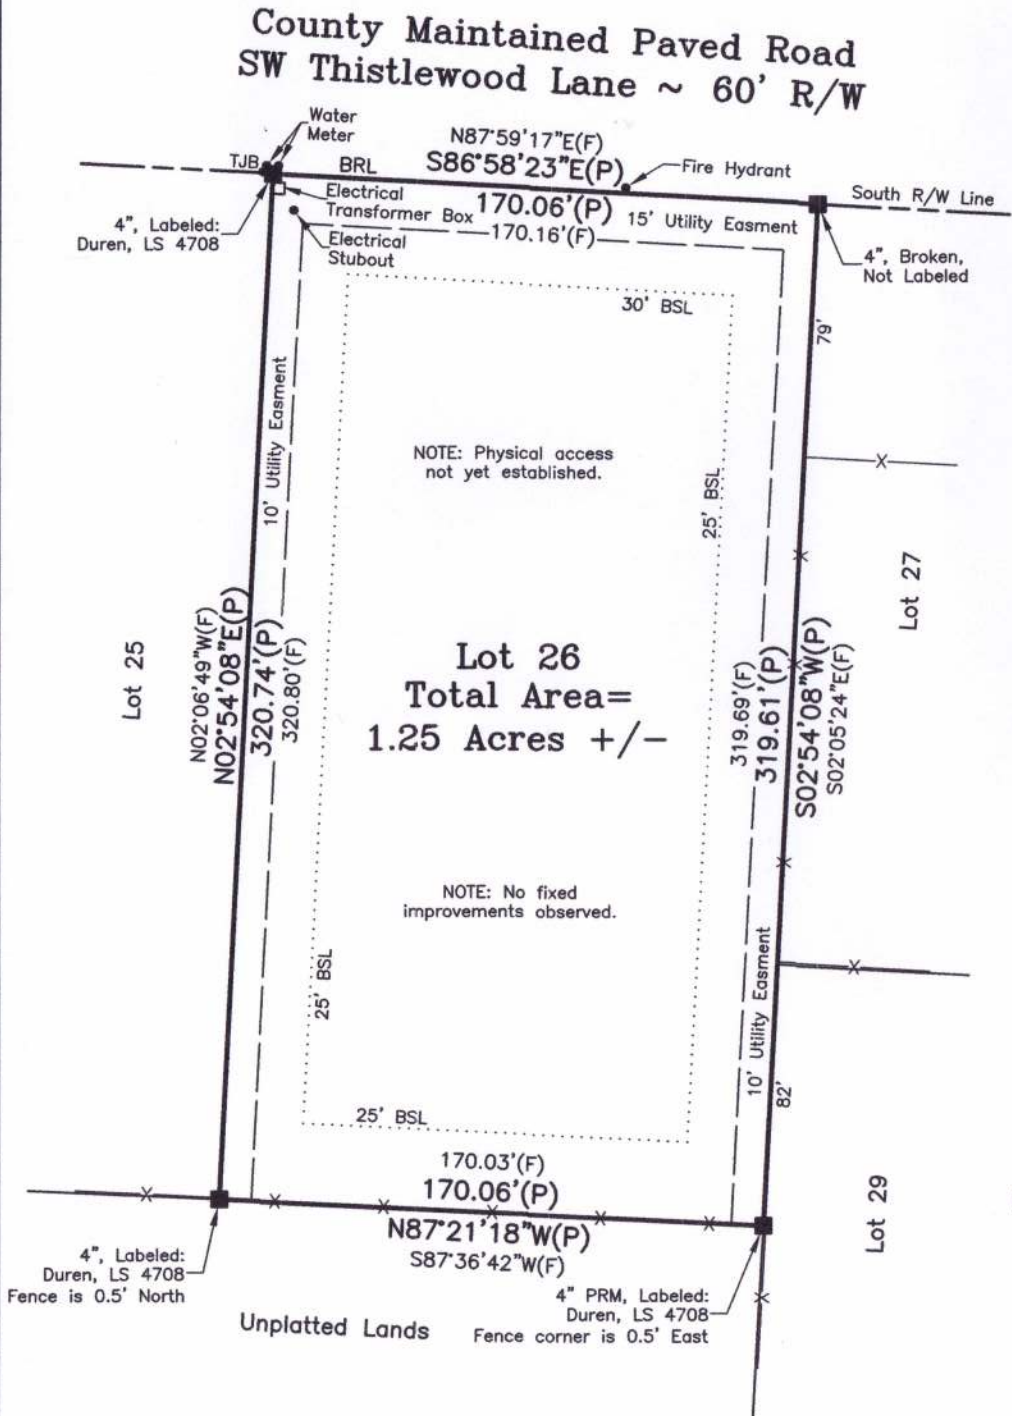 County Maintained Paved Road
SW Thistlewood Lane ~ 60' R/W
Water
Meter
TJB
BRL
N87°59'17"E(F)
S86°58'23"E(P)
Fire Hydrant
South R/W Line
Electrical
Transformer Box
170.06'(P)
15' Utility Easment
4", Labeled:
Duren, LS 4708
Electrical
Stubout
170.16'(F)
4", Broken,
Not Labeled
30' BSL
79'
10' Utility Easment
NOTE: Physical access
not yet established.
25' BSL
Lot 27
Lot 25
N02°06'49"W(F)
N02°54'08"E(P)
320.74'(P)
320.80'(F)
Lot 26
Total Area=
1.25 Acres +/-
319.69'(F)
319.61'(P)
S02°54'08"W(P)
S02°05'24"E(F)
NOTE: No fixed
improvements observed.
25' BSL
10' Utility Easment
82'
25' BSL
170.03'(F)
170.06'(P)
N87°21'18"W(P)
S87°36'42"W(F)
Lot 29
4", Labeled:
Duren, LS 4708
Fence is 0.5' North
Unplatted Lands
4" PRM, Labeled:
Duren, LS 4708
Fence corner is 0.5' East